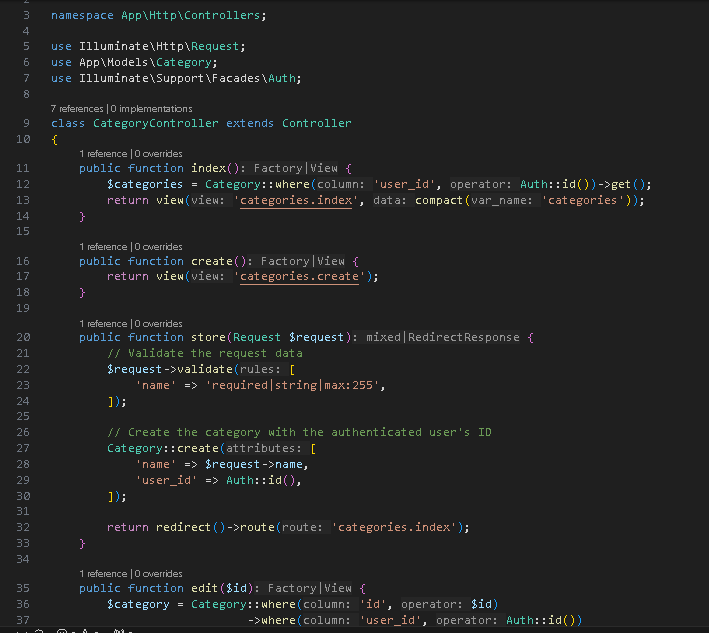 3 namespace App\Http\Controllers;
4
5 use Illuminate\Http\Request;
6 use App\Models\Category;
7 use Illuminate\Support\Facades\Auth;
8
7 references | 0 implementations
9 class CategoryController extends Controller
10 {
1 reference | 0 overrides
11 public function index(): Factory|View {
12 $categories = Category::where(column: 'user_id', operator: Auth::id())->get();
13 return view(view: 'categories.index', data: compact(var_name: 'categories'));
14 }
15
1 reference | 0 overrides
16 public function create(): Factory|View {
17 return view(view: 'categories.create');
18 }
19
1 reference | 0 overrides
20 public function store(Request $request): mixed|RedirectResponse {
21 // Validate the request data
22 $request->validate(rules: [
23 'name' => 'required|string|max:255',
24 ]);
25
26 // Create the category with the authenticated user's ID
27 Category::create(attributes: [
28 'name' => $request->name,
29 'user_id' => Auth::id(),
30 ]);
31
32 return redirect()->route(route: 'categories.index');
33 }
34
1 reference | 0 overrides
35 public function edit($id): Factory|View {
36 $category = Category::where(column: 'id', operator: $id)
37 ->where(column: 'user_id', operator: Auth::id())